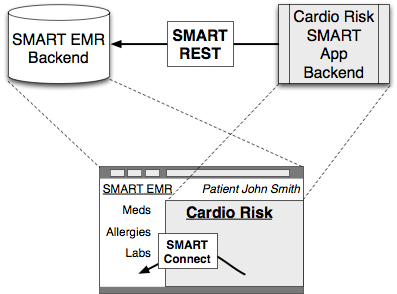 SMART EMR
Backend
SMART
REST
Cardio Risk
SMART
App
Backend
SMART EMR
Patient John Smith
Meds
Allergies
Labs
Cardio Risk
SMART
Connect